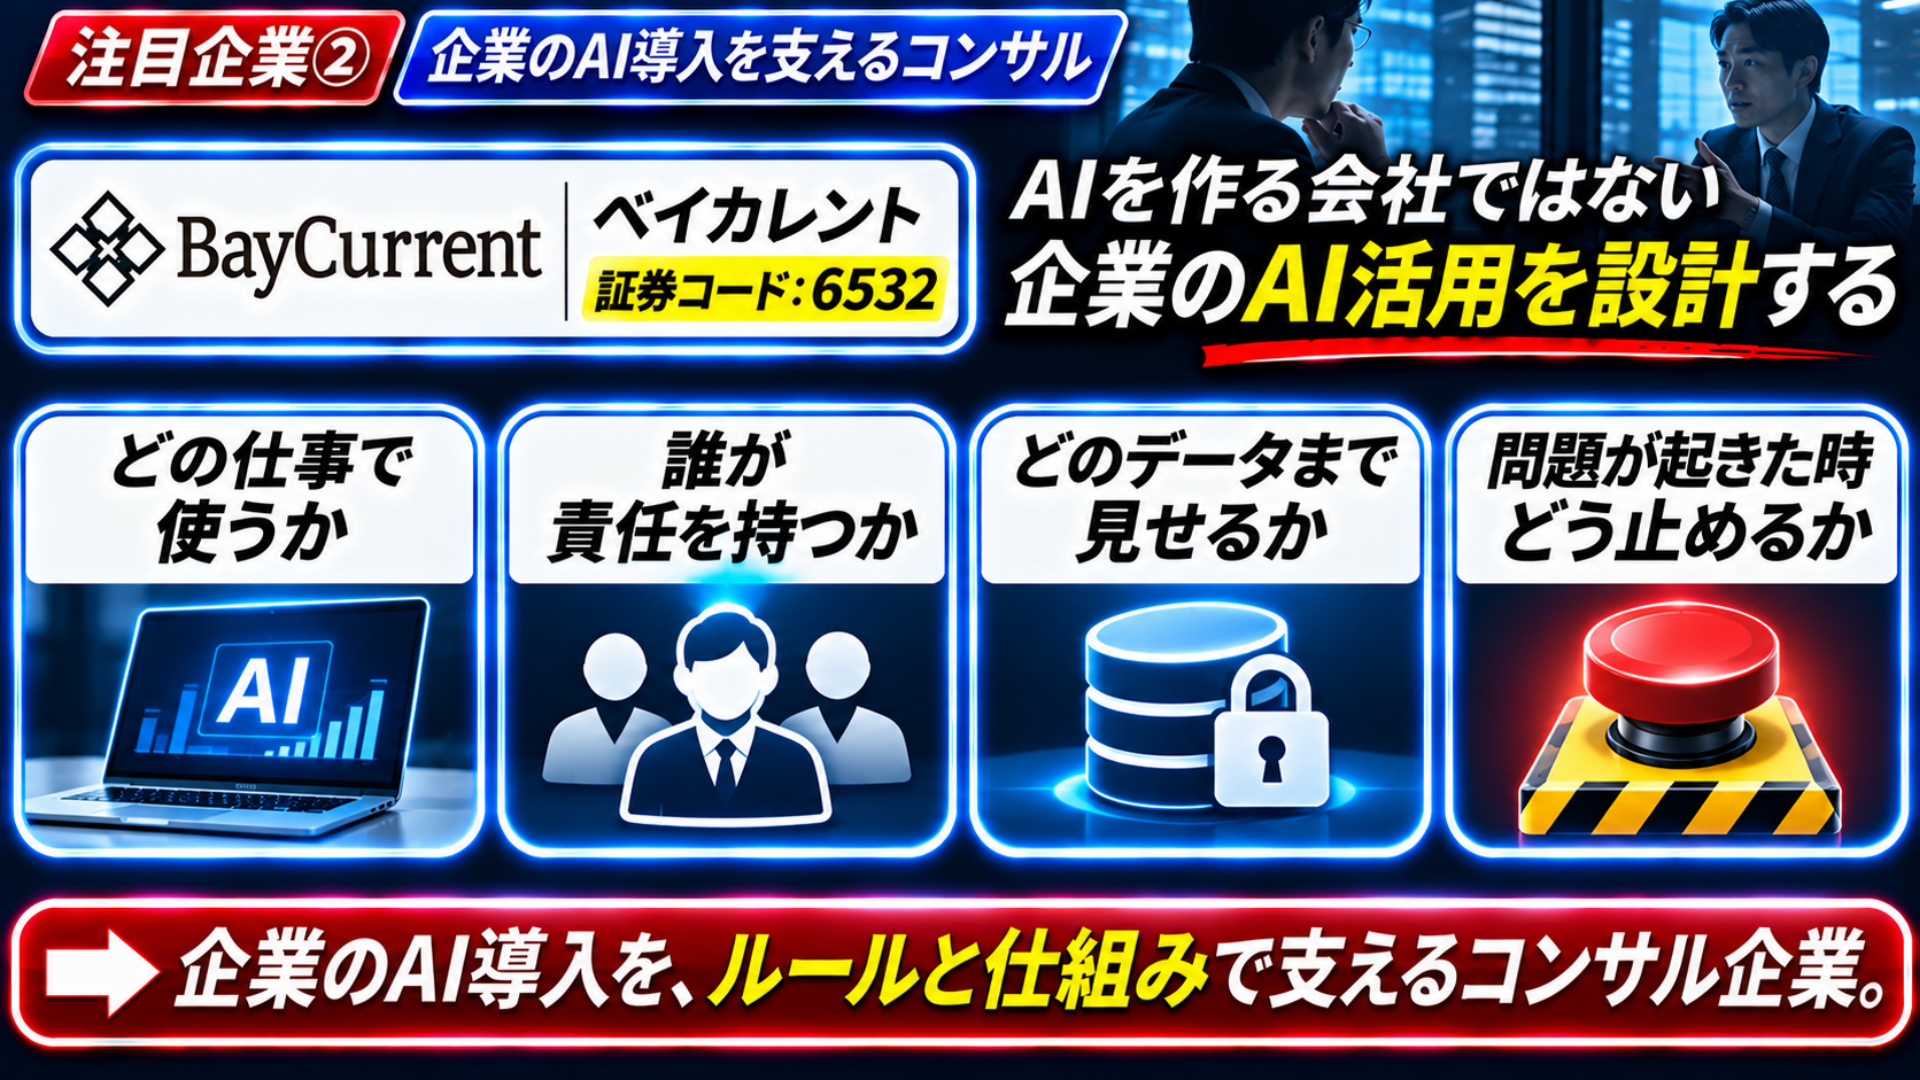 注目企業②
企業のAI導入を支えるコンサル
BayCurrent
ベイカレント
証券コード:6532
AIを作る会社ではない
企業のAI活用を設計する
どの仕事で
使うか
AI
誰が
責任を持つか
どのデータまで
見せるか
問題が起きた時
どう止めるか
企業のAI導入を、ルールと仕組みで支えるコンサル企業。